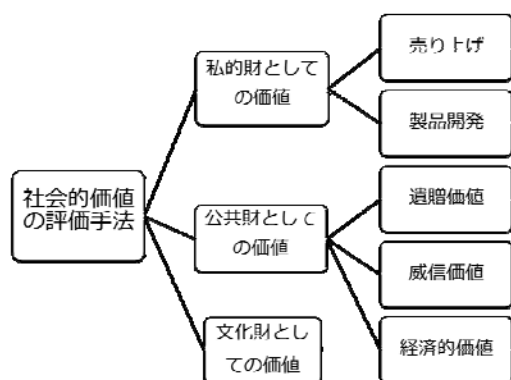 社会的価値
の評価手法
私的財として
の価値
売り上げ
製品開発
公共財として
の価値
遺贈価値
威信価値
経済的価値
文化財とし
ての価値